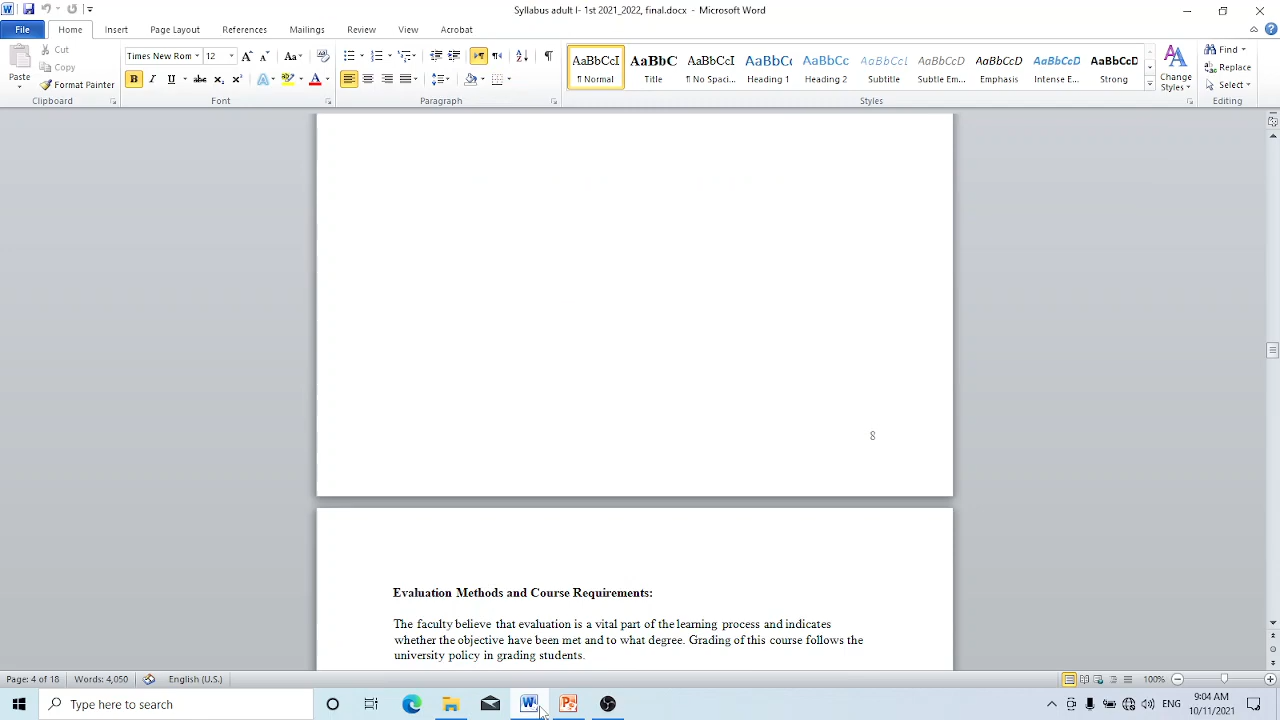 Syllabus adult I- 1st 2021_2022, final.docx - Microsoft Word
File Home Insert Page Layout References Mailings Review View Acrobat
Paste
Cut
Copy
Format Painter
Clipboard
Times New Rom 12
Font
Paragraph
AaBbCcI AaBbC AaBbCc AaBbCc AaBbCc AaBbCcl AaBbCcD AaBbCcD AaBbCcD AaBbCcD
¶ Normal Title ¶ No Spaci... Heading 1 Heading 2 Subtitle Subtle Em... Emphasis Intense E... Strong
Styles
Change Styles
Find
Replace
Select
Editing
8
Evaluation Methods and Course Requirements:
The faculty believe that evaluation is a vital part of the learning process and indicates
whether the objective have been met and to what degree. Grading of this course follows the
university policy in grading students.
Page: 4 of 18 Words: 4,050 English (U.S.) 100%
Type here to search
ENG
9:04 AM
10/11/2021